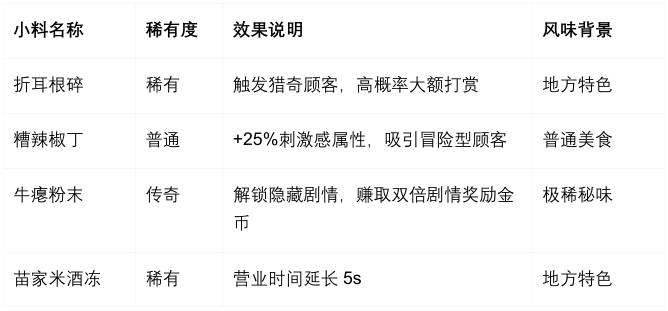 小料名称 稀有度 效果说明 风味背景
折耳根碎 稀有 触发猎奇顾客，高概率大额打赏 地方特色
糟辣椒丁 普通 +25%刺激感属性，吸引冒险型顾客 普通美食
牛瘪粉末 传奇 解锁隐藏剧情，赚取双倍剧情奖励金 极稀秘味
币
苗家米酒冻 稀有 营业时间延长 5s 地方特色